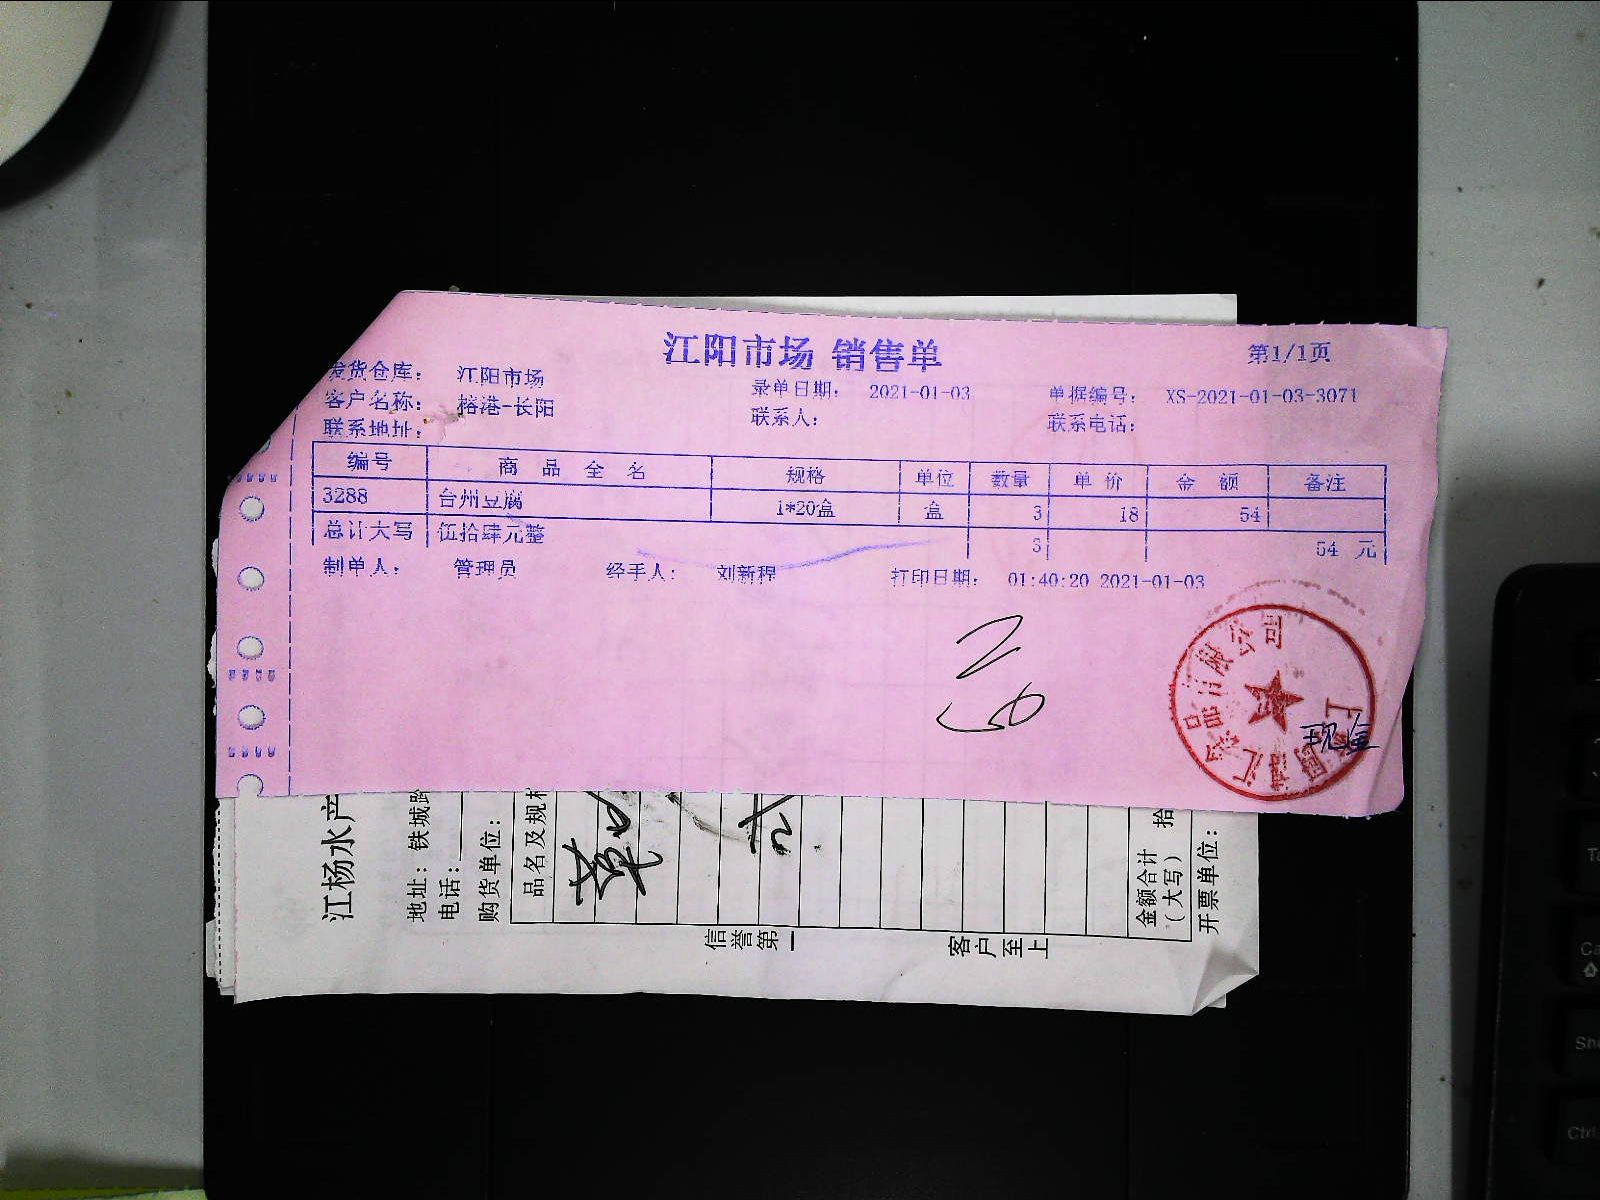 江阳市场 销售单
第1/1页
发货仓库： 江阳市场
录单日期： 2021-01-03
单据编号： XS-2021-01-03-3071
客户名称： 榕港-长阳
联系人：
联系电话：
联系地址：
编号 商品全名 规格 单位 数量 单价 金额 备注
3288 台州豆腐 1*20盒 盒 3 18 54
总计大写 伍拾肆元整 3 54 元
制单人： 管理员 经手人： 刘新程 打印日期： 01:40:20 2021-01-03
现金
江杨水产
地址：铁城路
电话：
购货单位：
品名及规格
草
信誉第一
客户至上
金额合计
（大写） 拾
开票单位：
Ctrl